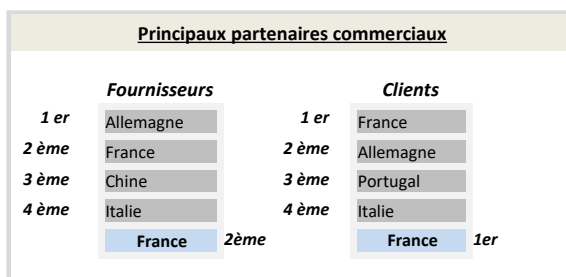 Principaux partenaires commerciaux
Fournisseurs Clients
1 er Allemagne 1 er France
2 ème France 2 ème Allemagne
3 ème Chine 3 ème Portugal
4 ème Italie 4 ème Italie
France 2ème France 1er